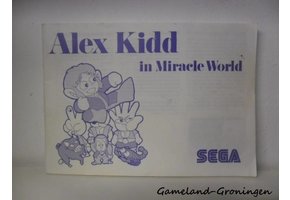 Alex Kidd
in Miracle World
SEGA
Gameland-Groningen